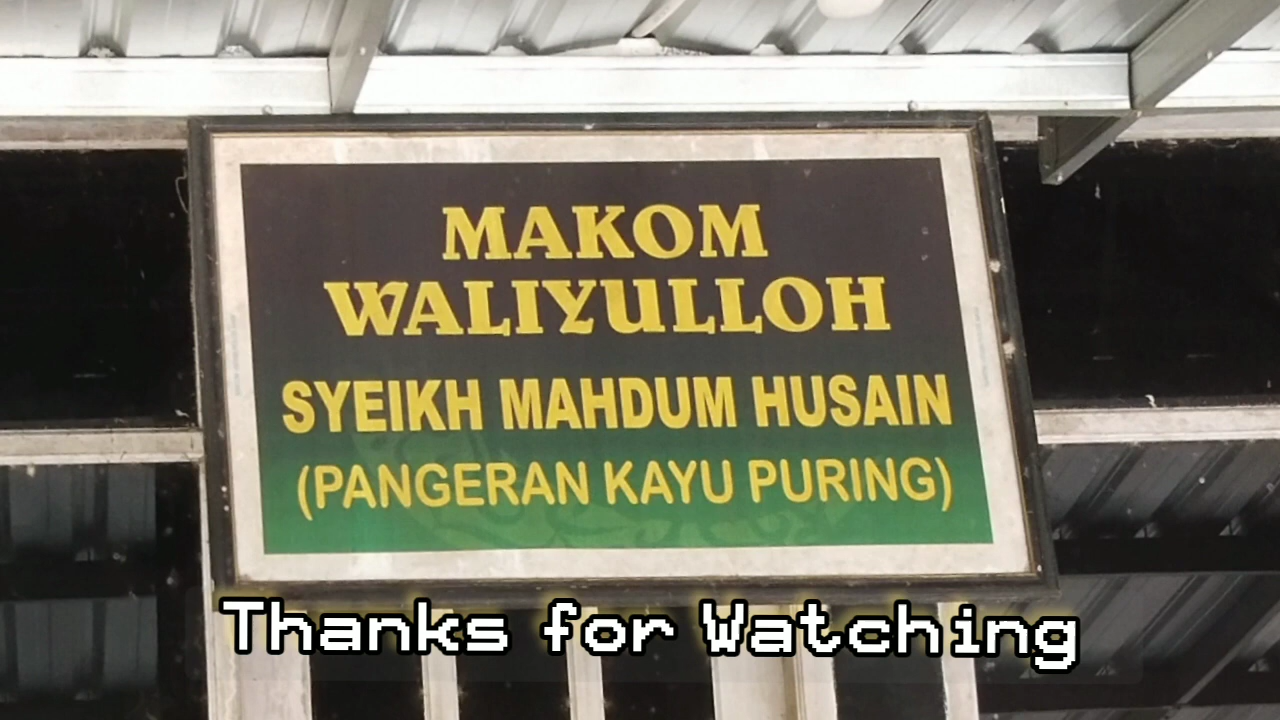 MAKOM
WALIYULLOH
SYEIKH MAHDUM HUSAIN
(PANGERAN KAYU PURING)
Thanks for Watching